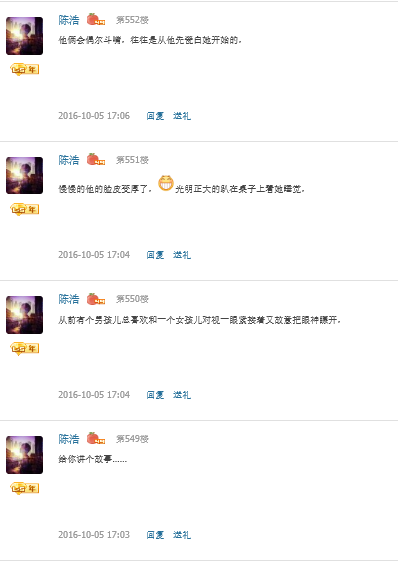 陈浩 第552楼
他俩会偶尔斗嘴。往往是从他先变白她开始的。
2016-10-05 17:06 回复 送礼
陈浩 第551楼
慢慢的他的脸皮变厚了。光明正大的趴在桌子上看她睡觉。
2016-10-05 17:04 回复 送礼
陈浩 第550楼
从前有个男孩儿总喜欢和一个女孩儿对视一眼紧接着又故意把眼神瞟开。
2016-10-05 17:04 回复 送礼
陈浩 第549楼
给你讲个故事……
2016-10-05 17:03 回复 送礼